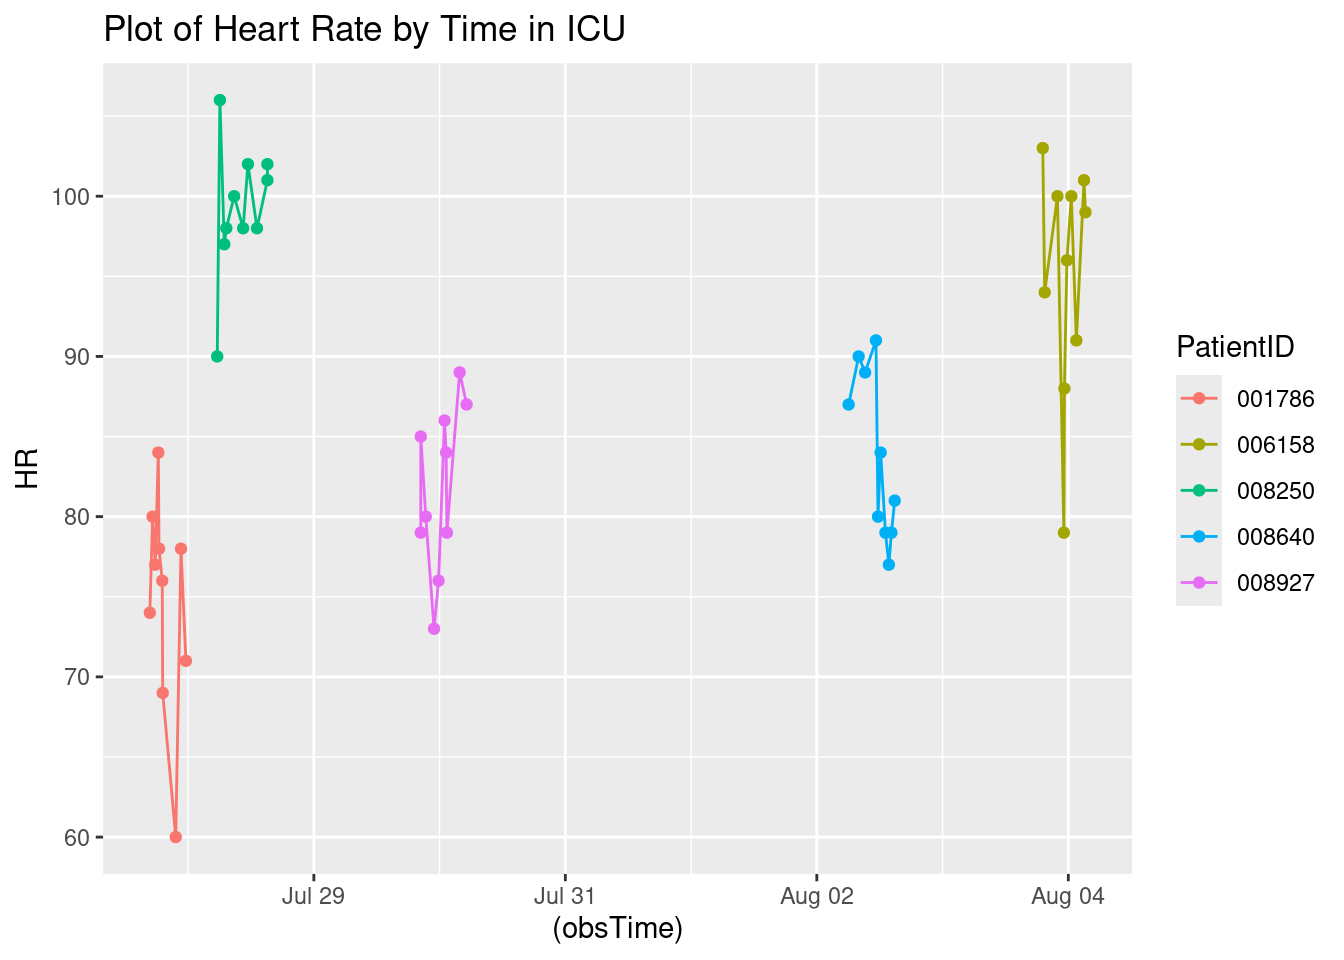 Plot of Heart Rate by Time in ICU
HR
100
90
80
70
60
Jul 29
Jul 31
Aug 02
Aug 04
(obsTime)
PatientID
001786
006158
008250
008640
008927